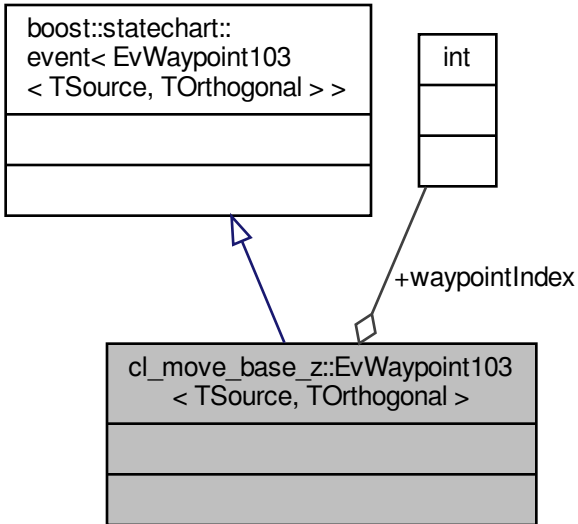 boost::statechart::
event< EvWaypoint103
< TSource, TOrthogonal > >
int
+waypointIndex
cl_move_base_z::EvWaypoint103
< TSource, TOrthogonal >